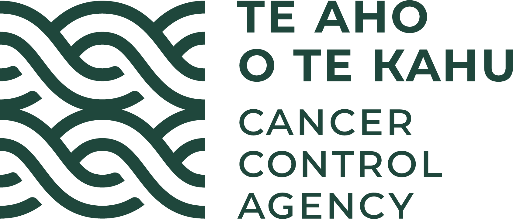 TE AHO
O TE KAHU
CANCER
CONTROL
AGENCY